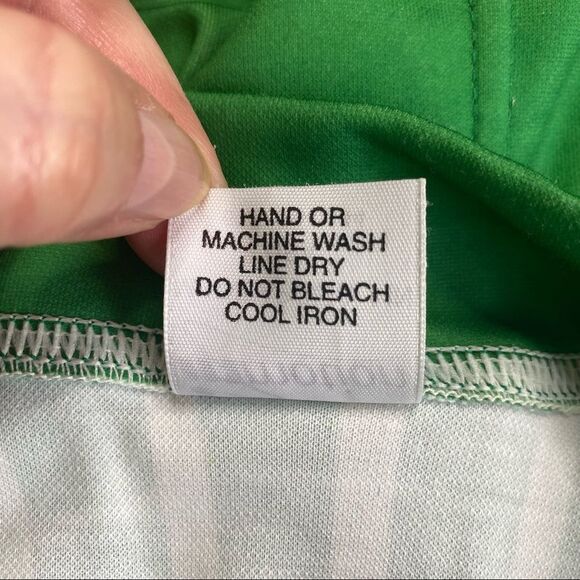 HAND OR
MACHINE WASH
LINE DRY
DO NOT BLEACH
COOL IRON